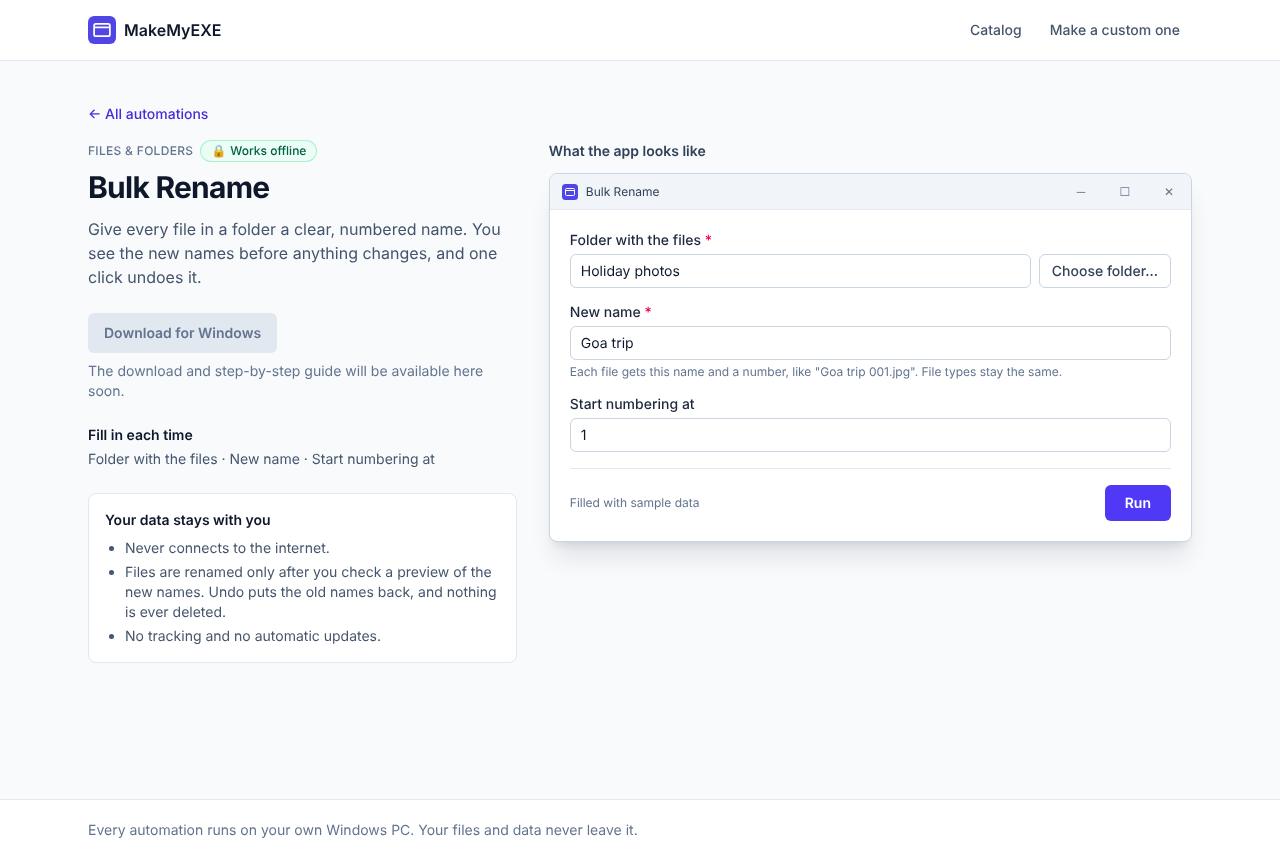 MakeMyEXE
Catalog
Make a custom one
← All automations
FILES & FOLDERS
🔒 Works offline
Bulk Rename
Give every file in a folder a clear, numbered name. You
see the new names before anything changes, and one
click undoes it.
Download for Windows
The download and step-by-step guide will be available here
soon.
Fill in each time
Folder with the files · New name · Start numbering at
Your data stays with you
• Never connects to the internet.
• Files are renamed only after you check a preview of the
new names. Undo puts the old names back, and nothing
is ever deleted.
• No tracking and no automatic updates.
What the app looks like
Bulk Rename
Folder with the files *
Holiday photos
Choose folder...
New name *
Goa trip
Each file gets this name and a number, like "Goa trip 001.jpg". File types stay the same.
Start numbering at
1
Filled with sample data
Run
Every automation runs on your own Windows PC. Your files and data never leave it.